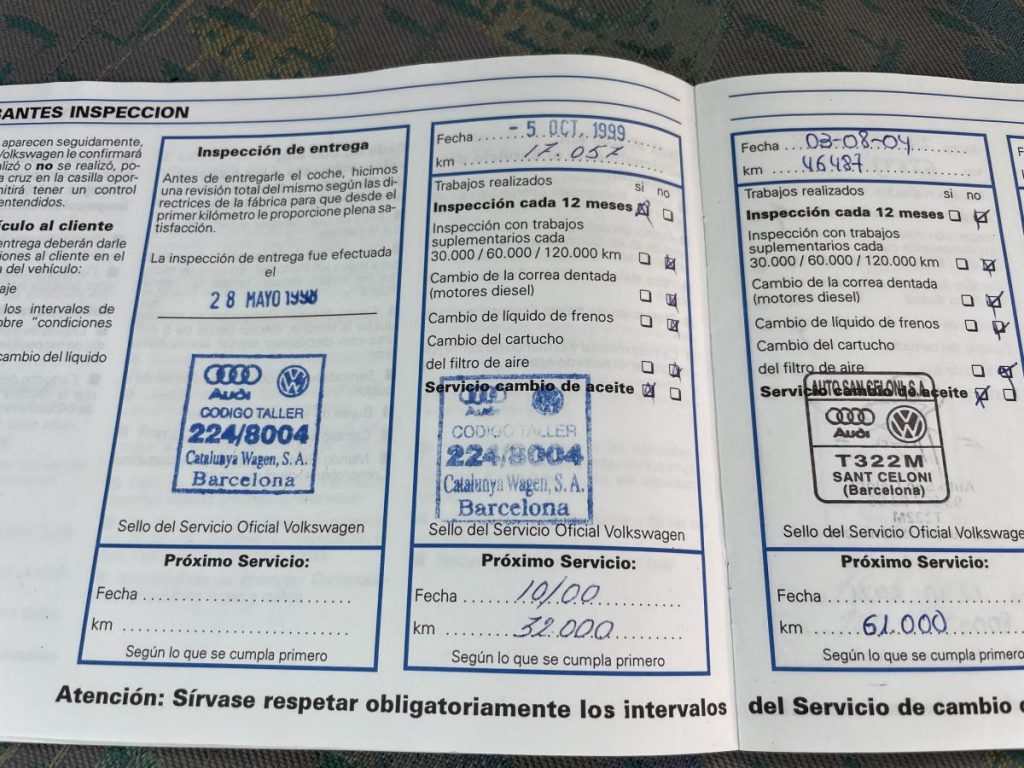 BANTES INSPECCION
aparecen seguidamente,
Volkswagen le confirmará
alizó o no se realizó, po-
a cruz en la casilla opor-
mitirá tener un control
entendidos.
ículo al cliente
entrega deberán darle
iones al cliente en el
a del vehículo:
aje
los intervalos de
obre "condiciones
cambio del líquido
Inspección de entrega
Antes de entregarle el coche, hicimos
una revisión total del mismo según las di-
rectrices de la fábrica para que desde el
primer kilómetro le proporcione plena sa-
tisfacción.
La inspección de entrega fue efectuada
el
28 MAYO 1998
Audi
CODIGO TALLER
224/8004
Catalunya Wagen, S.A.
Barcelona
Sello del Servicio Oficial Volkswagen
Próximo Servicio:
Fecha
km
Según lo que se cumpla primero
Fecha - 5 OCT. 1999
km 17.057
Trabajos realizados si no
Inspección cada 12 meses
Inspección con trabajos
suplementarios cada
30.000 / 60.000 / 120.000 km
Cambio de la correa dentada
(motores diesel)
Cambio de líquido de frenos
Cambio del cartucho
del filtro de aire
Servicio cambio de aceite
Audi
CODIGO TALLER
224/8004
Catalunya Wagen, S.A.
Barcelona
Sello del Servicio Oficial Volkswagen
Próximo Servicio:
Fecha 10/00
km 32.000
Según lo que se cumpla primero
Fecha 03-08-04
km 46487
Trabajos realizados si no
Inspección cada 12 meses
Inspección con trabajos
suplementarios cada
30.000 / 60.000 / 120.000 km
Cambio de la correa dentada
(motores diesel)
Cambio de líquido de frenos
Cambio del cartucho
del filtro de aire
Servicio cambio de aceite
AUTO SAN CELONI, S.A.
Audi
T322M
SANT CELONI
(Barcelona)
Sello del Servicio Oficial Volkswage
Próximo Servicio:
Fecha
km 61.000
Según lo que se cumpla primero
Atención: Sírvase respetar obligatoriamente los intervalos del Servicio de cambio